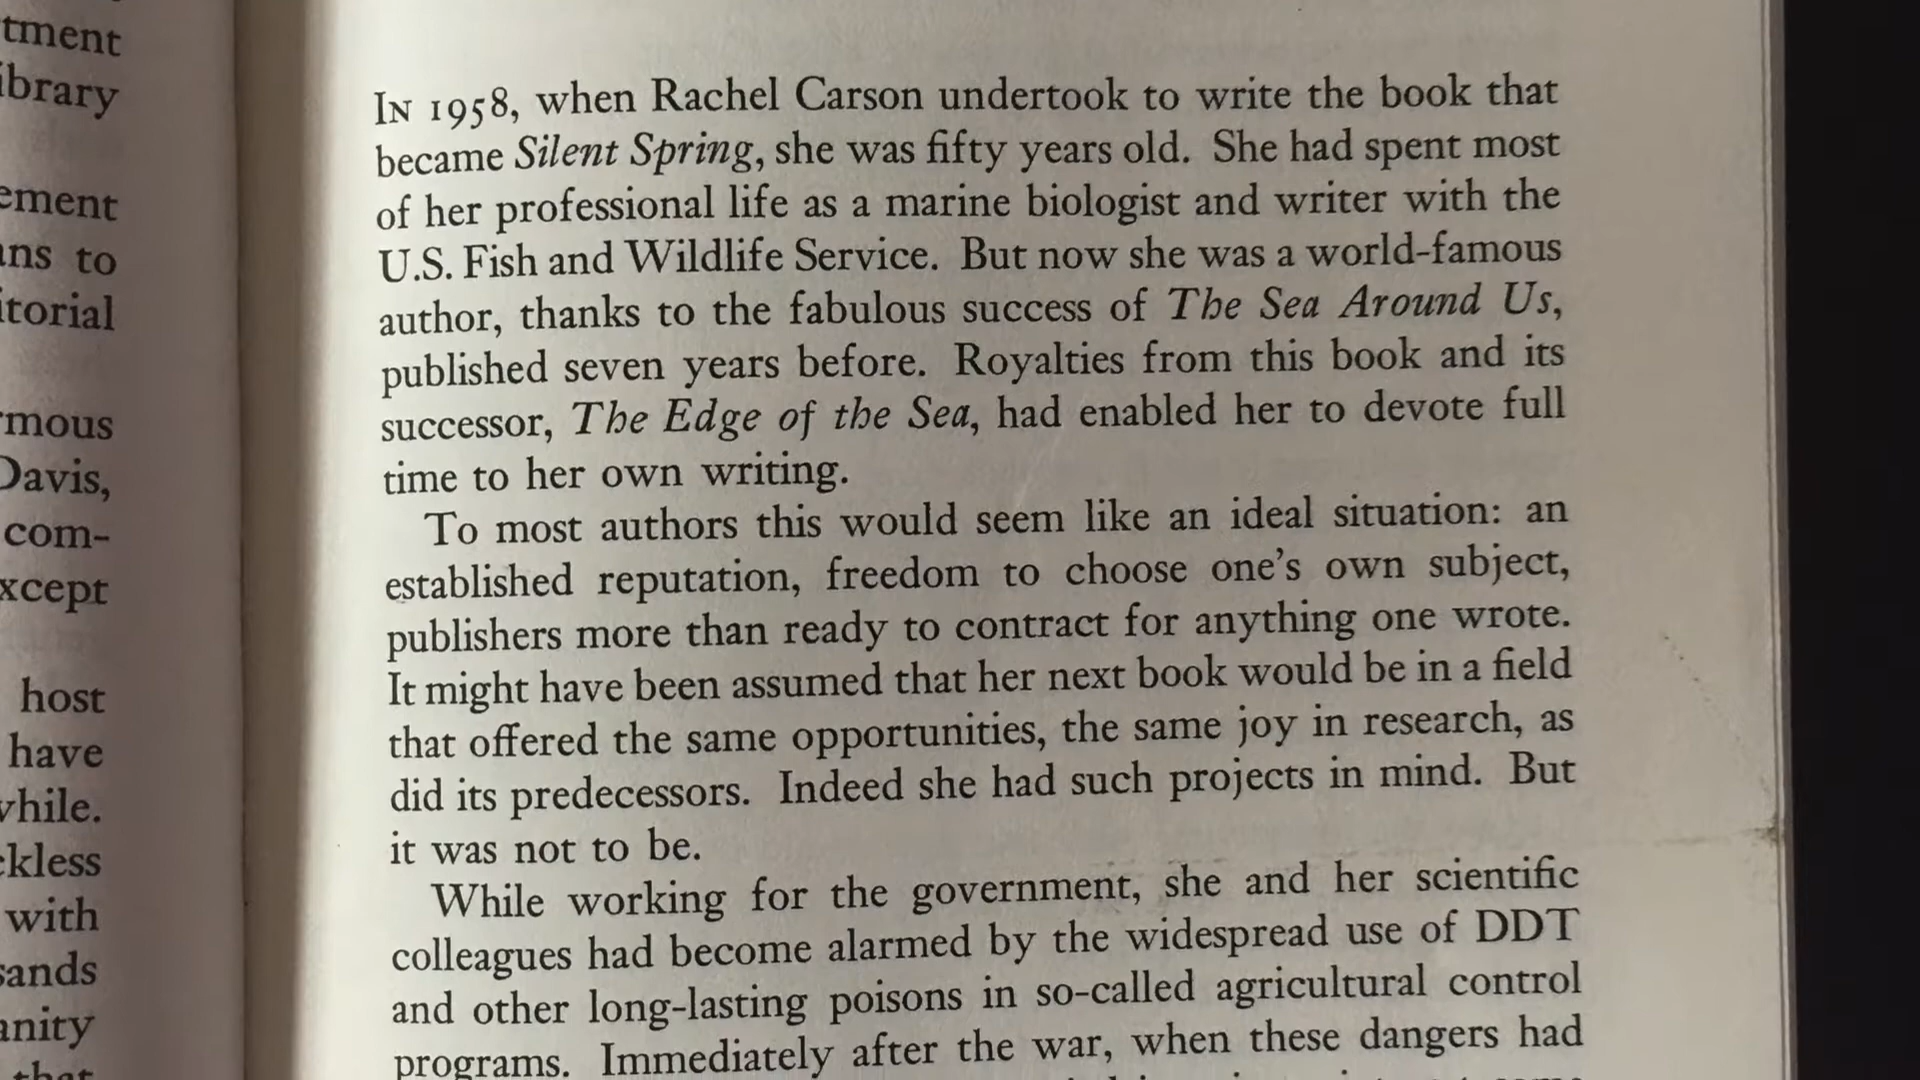 tment
ibrary
ement
ns to
itorial
mous
Davis,
com-
xcept
host
have
while.
ckless
with
sands
anity
that
In 1958, when Rachel Carson undertook to write the book that
became Silent Spring, she was fifty years old. She had spent most
of her professional life as a marine biologist and writer with the
U.S. Fish and Wildlife Service. But now she was a world-famous
author, thanks to the fabulous success of The Sea Around Us,
published seven years before. Royalties from this book and its
successor, The Edge of the Sea, had enabled her to devote full
time to her own writing.
To most authors this would seem like an ideal situation: an
established reputation, freedom to choose one's own subject,
publishers more than ready to contract for anything one wrote.
It might have been assumed that her next book would be in a field
that offered the same opportunities, the same joy in research, as
did its predecessors. Indeed she had such projects in mind. But
it was not to be.
While working for the government, she and her scientific
colleagues had become alarmed by the widespread use of DDT
and other long-lasting poisons in so-called agricultural control
programs. Immediately after the war, when these dangers had